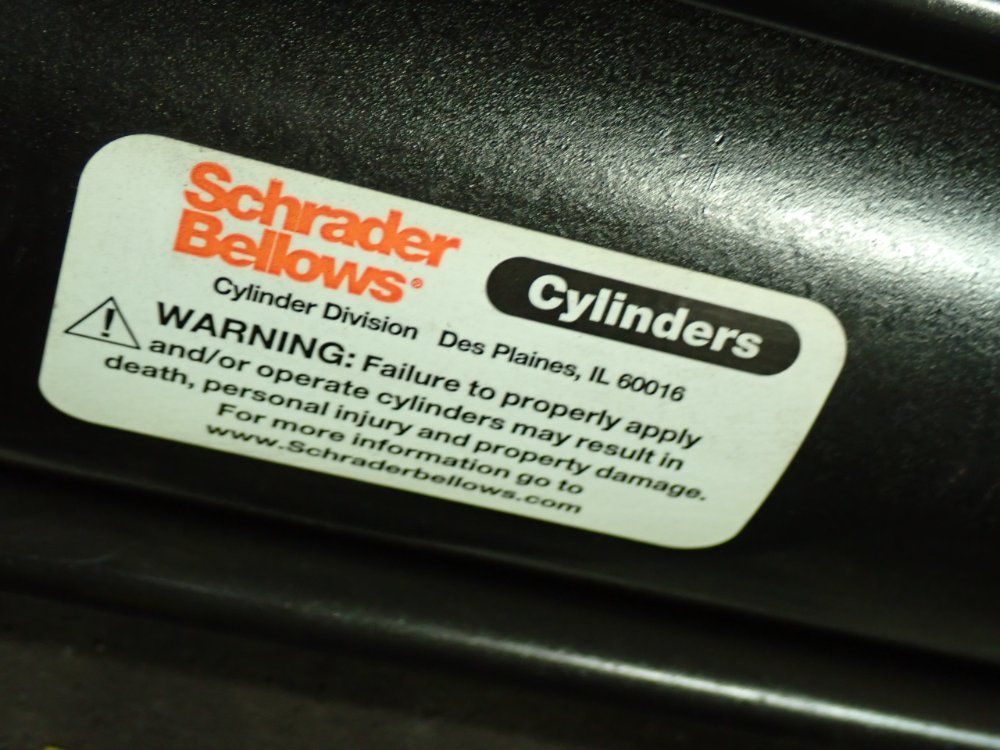 Schrader
Bellows®
Cylinders
Cylinder Division Des Plaines, IL 60016
WARNING: Failure to properly apply
and/or operate cylinders may result in
death, personal injury and property damage.
For more information go to
www.Schraderbellows.com